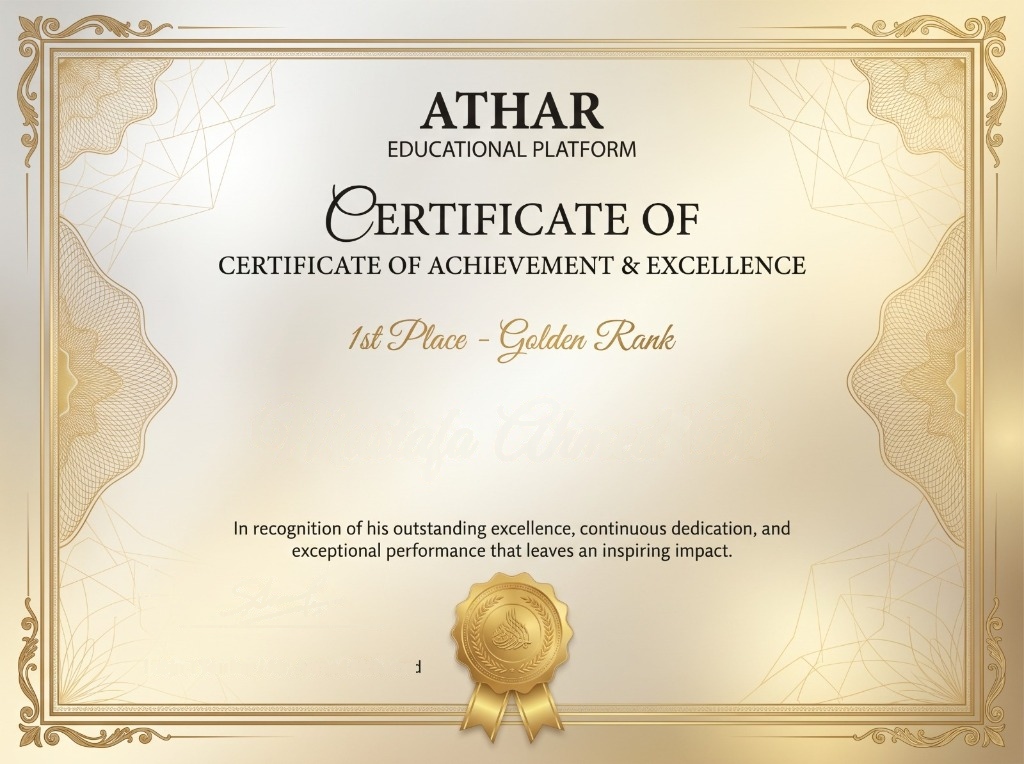 ATHAR
EDUCATIONAL PLATFORM
CERTIFICATE OF
CERTIFICATE OF ACHIEVEMENT & EXCELLENCE
1st Place - Golden Rank
In recognition of his outstanding excellence, continuous dedication, and
exceptional performance that leaves an inspiring impact.
d